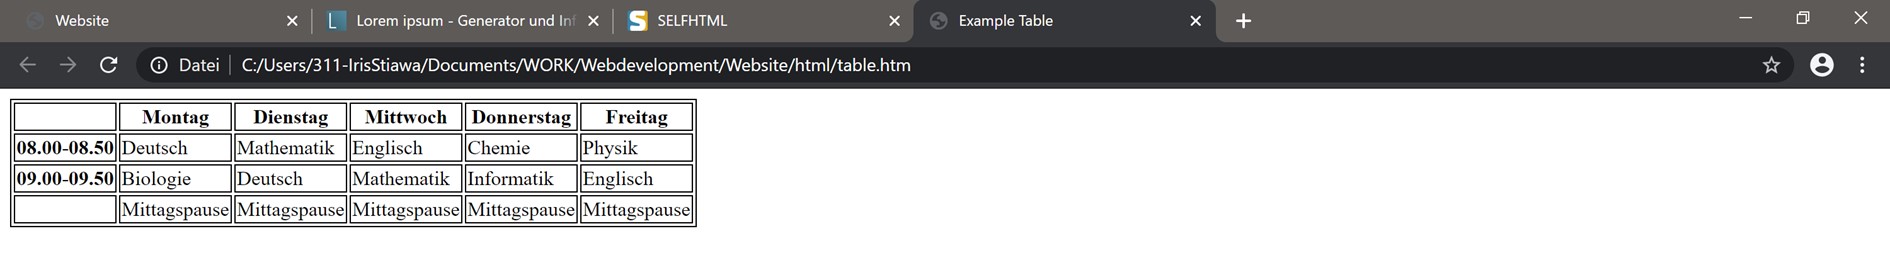 Website Lorem ipsum - Generator und Inf SELFHTML Example Table
Datei C:/Users/311-IrisStiawa/Documents/WORK/Webdevelopment/Website/html/table.htm
Montag Dienstag Mittwoch Donnerstag Freitag
08.00-08.50 Deutsch Mathematik Englisch Chemie Physik
09.00-09.50 Biologie Deutsch Mathematik Informatik Englisch
Mittagspause Mittagspause Mittagspause Mittagspause Mittagspause